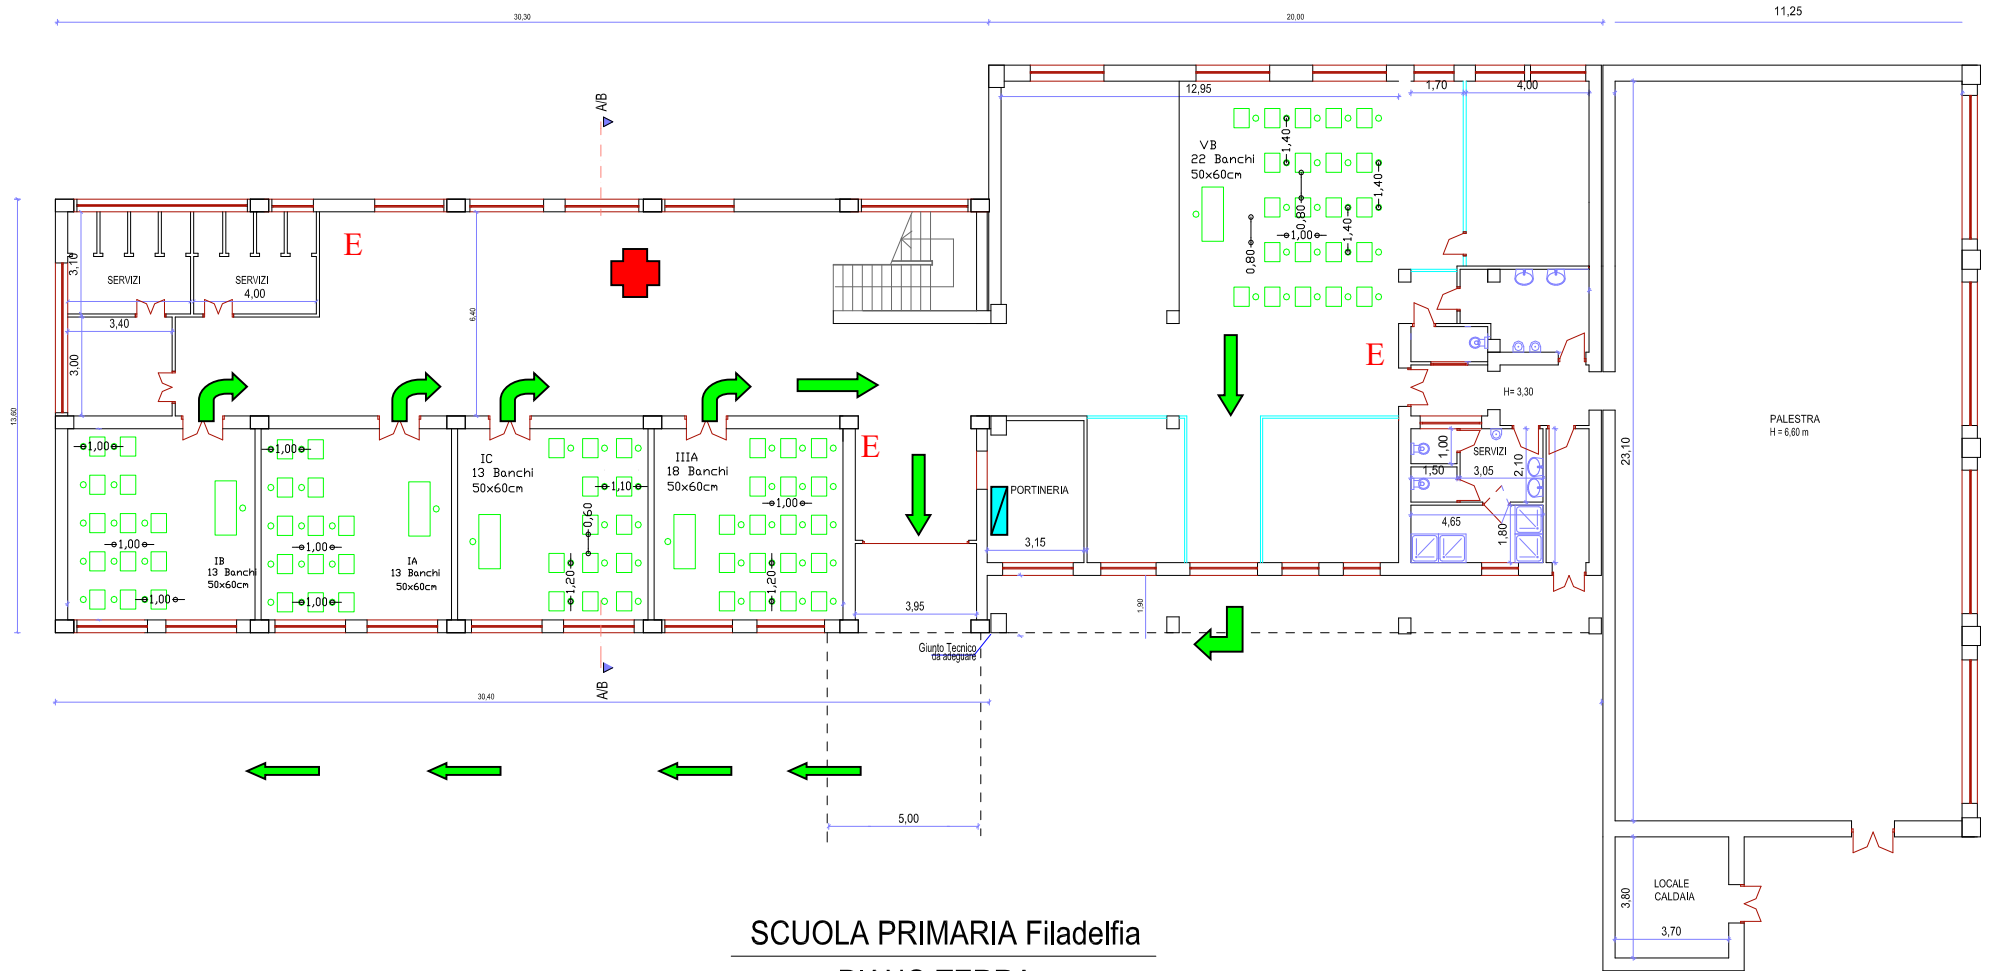 30,30
20,00
11,25
A/B
12,95
1,70
4,00
VB
22 Banchi
50x60cm
1,40
1,40
0,80
1,00
1,40
0,80
E
3,10
SERVIZI
SERVIZI
4,00
3,40
3,00
6,40
13,60
E
H= 3,30
PALESTRA
H = 6,60 m
23,10
1,00
1,00
IC
13 Banchi
50x60cm
IIIA
18 Banchi
50x60cm
E
1,10
1,00
0,60
PORTINERIA
1,00
SERVIZI
1,50
3,05
2,10
4,65
1,80
1,00
1,00
IB
13 Banchi
50x60cm
IA
13 Banchi
50x60cm
1,20
1,20
3,15
1,00
1,00
3,95
1,90
Giunto Tecnico
da adeguare
A/B
30,40
5,00
LOCALE
CALDAIA
3,80
3,70
SCUOLA PRIMARIA Filadelfia